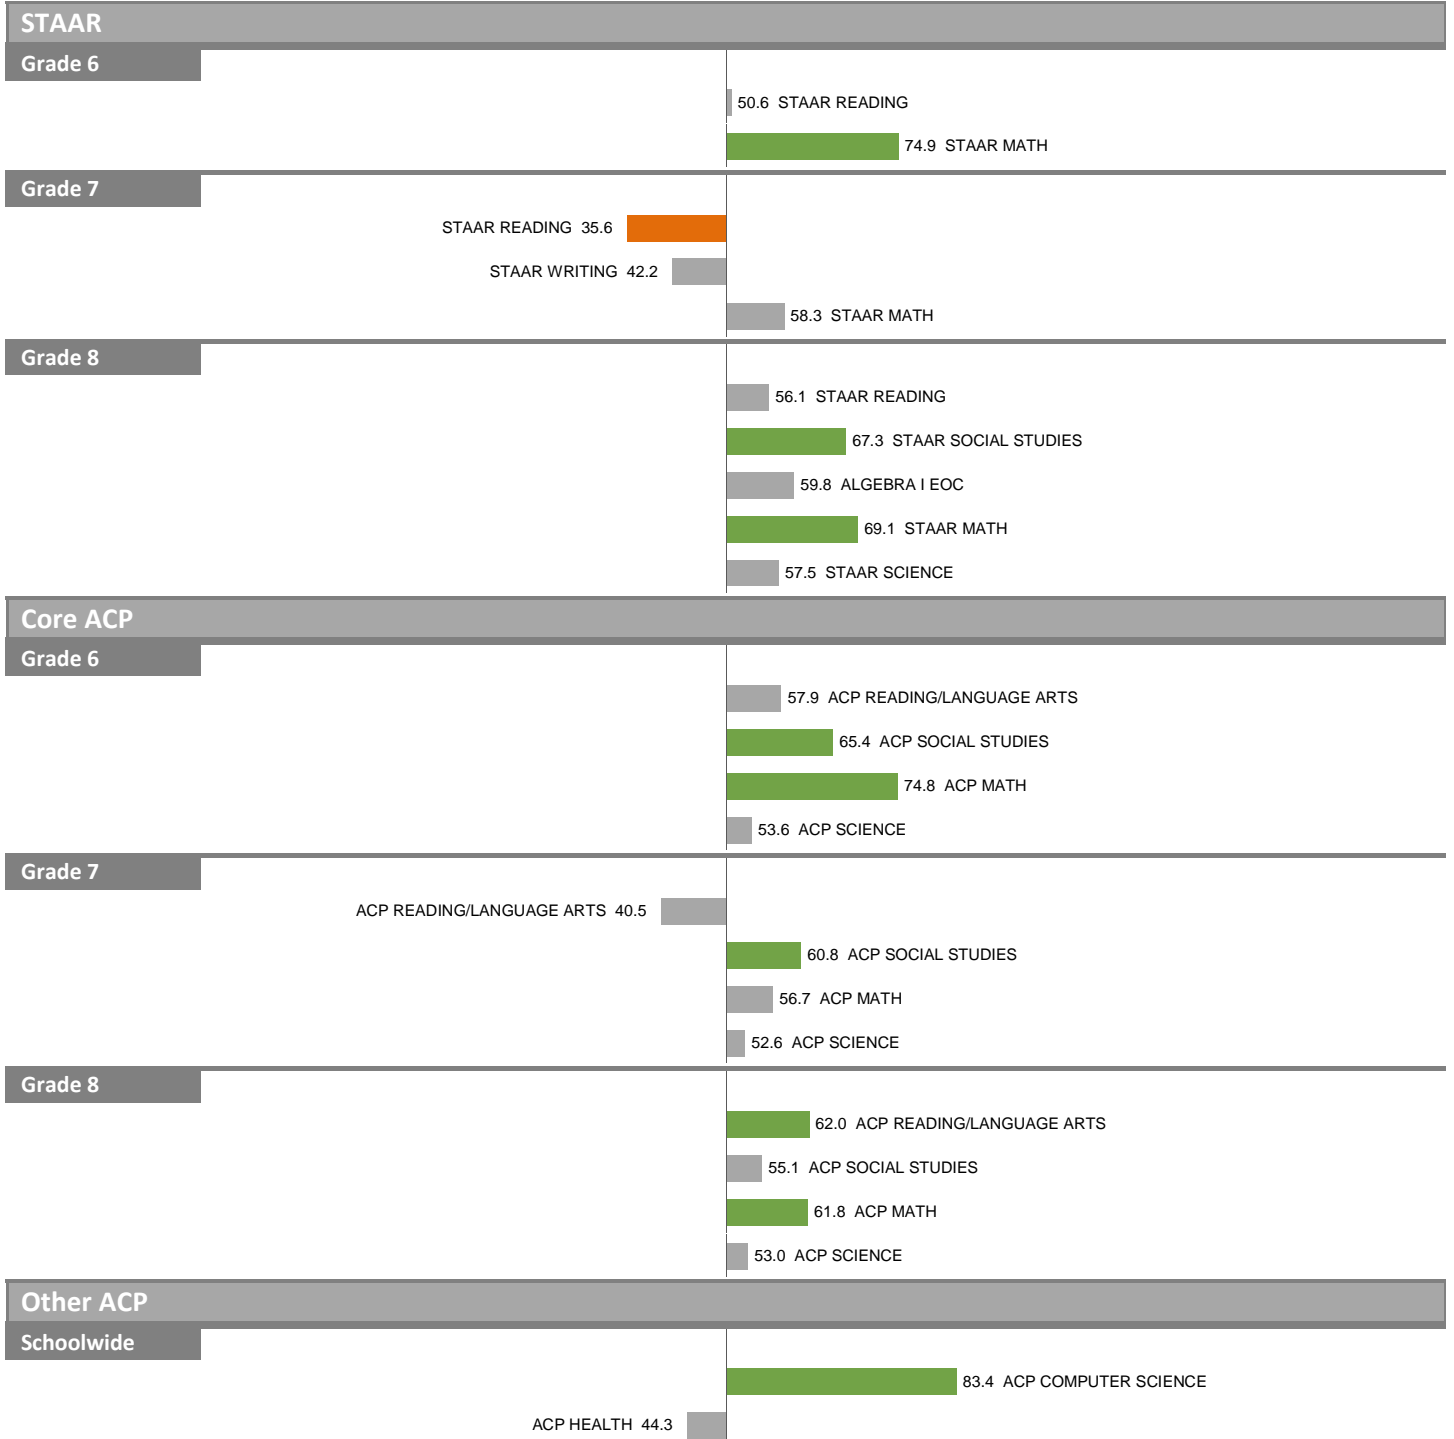 STAAR
Grade 6
50.6 STAAR READING
74.9 STAAR MATH
Grade 7
STAAR READING 35.6
STAAR WRITING 42.2
58.3 STAAR MATH
Grade 8
56.1 STAAR READING
67.3 STAAR SOCIAL STUDIES
59.8 ALGEBRA I EOC
69.1 STAAR MATH
57.5 STAAR SCIENCE
Core ACP
Grade 6
57.9 ACP READING/LANGUAGE ARTS
65.4 ACP SOCIAL STUDIES
74.8 ACP MATH
53.6 ACP SCIENCE
Grade 7
ACP READING/LANGUAGE ARTS 40.5
60.8 ACP SOCIAL STUDIES
56.7 ACP MATH
52.6 ACP SCIENCE
Grade 8
62.0 ACP READING/LANGUAGE ARTS
55.1 ACP SOCIAL STUDIES
61.8 ACP MATH
53.0 ACP SCIENCE
Other ACP
Schoolwide
83.4 ACP COMPUTER SCIENCE
ACP HEALTH 44.3